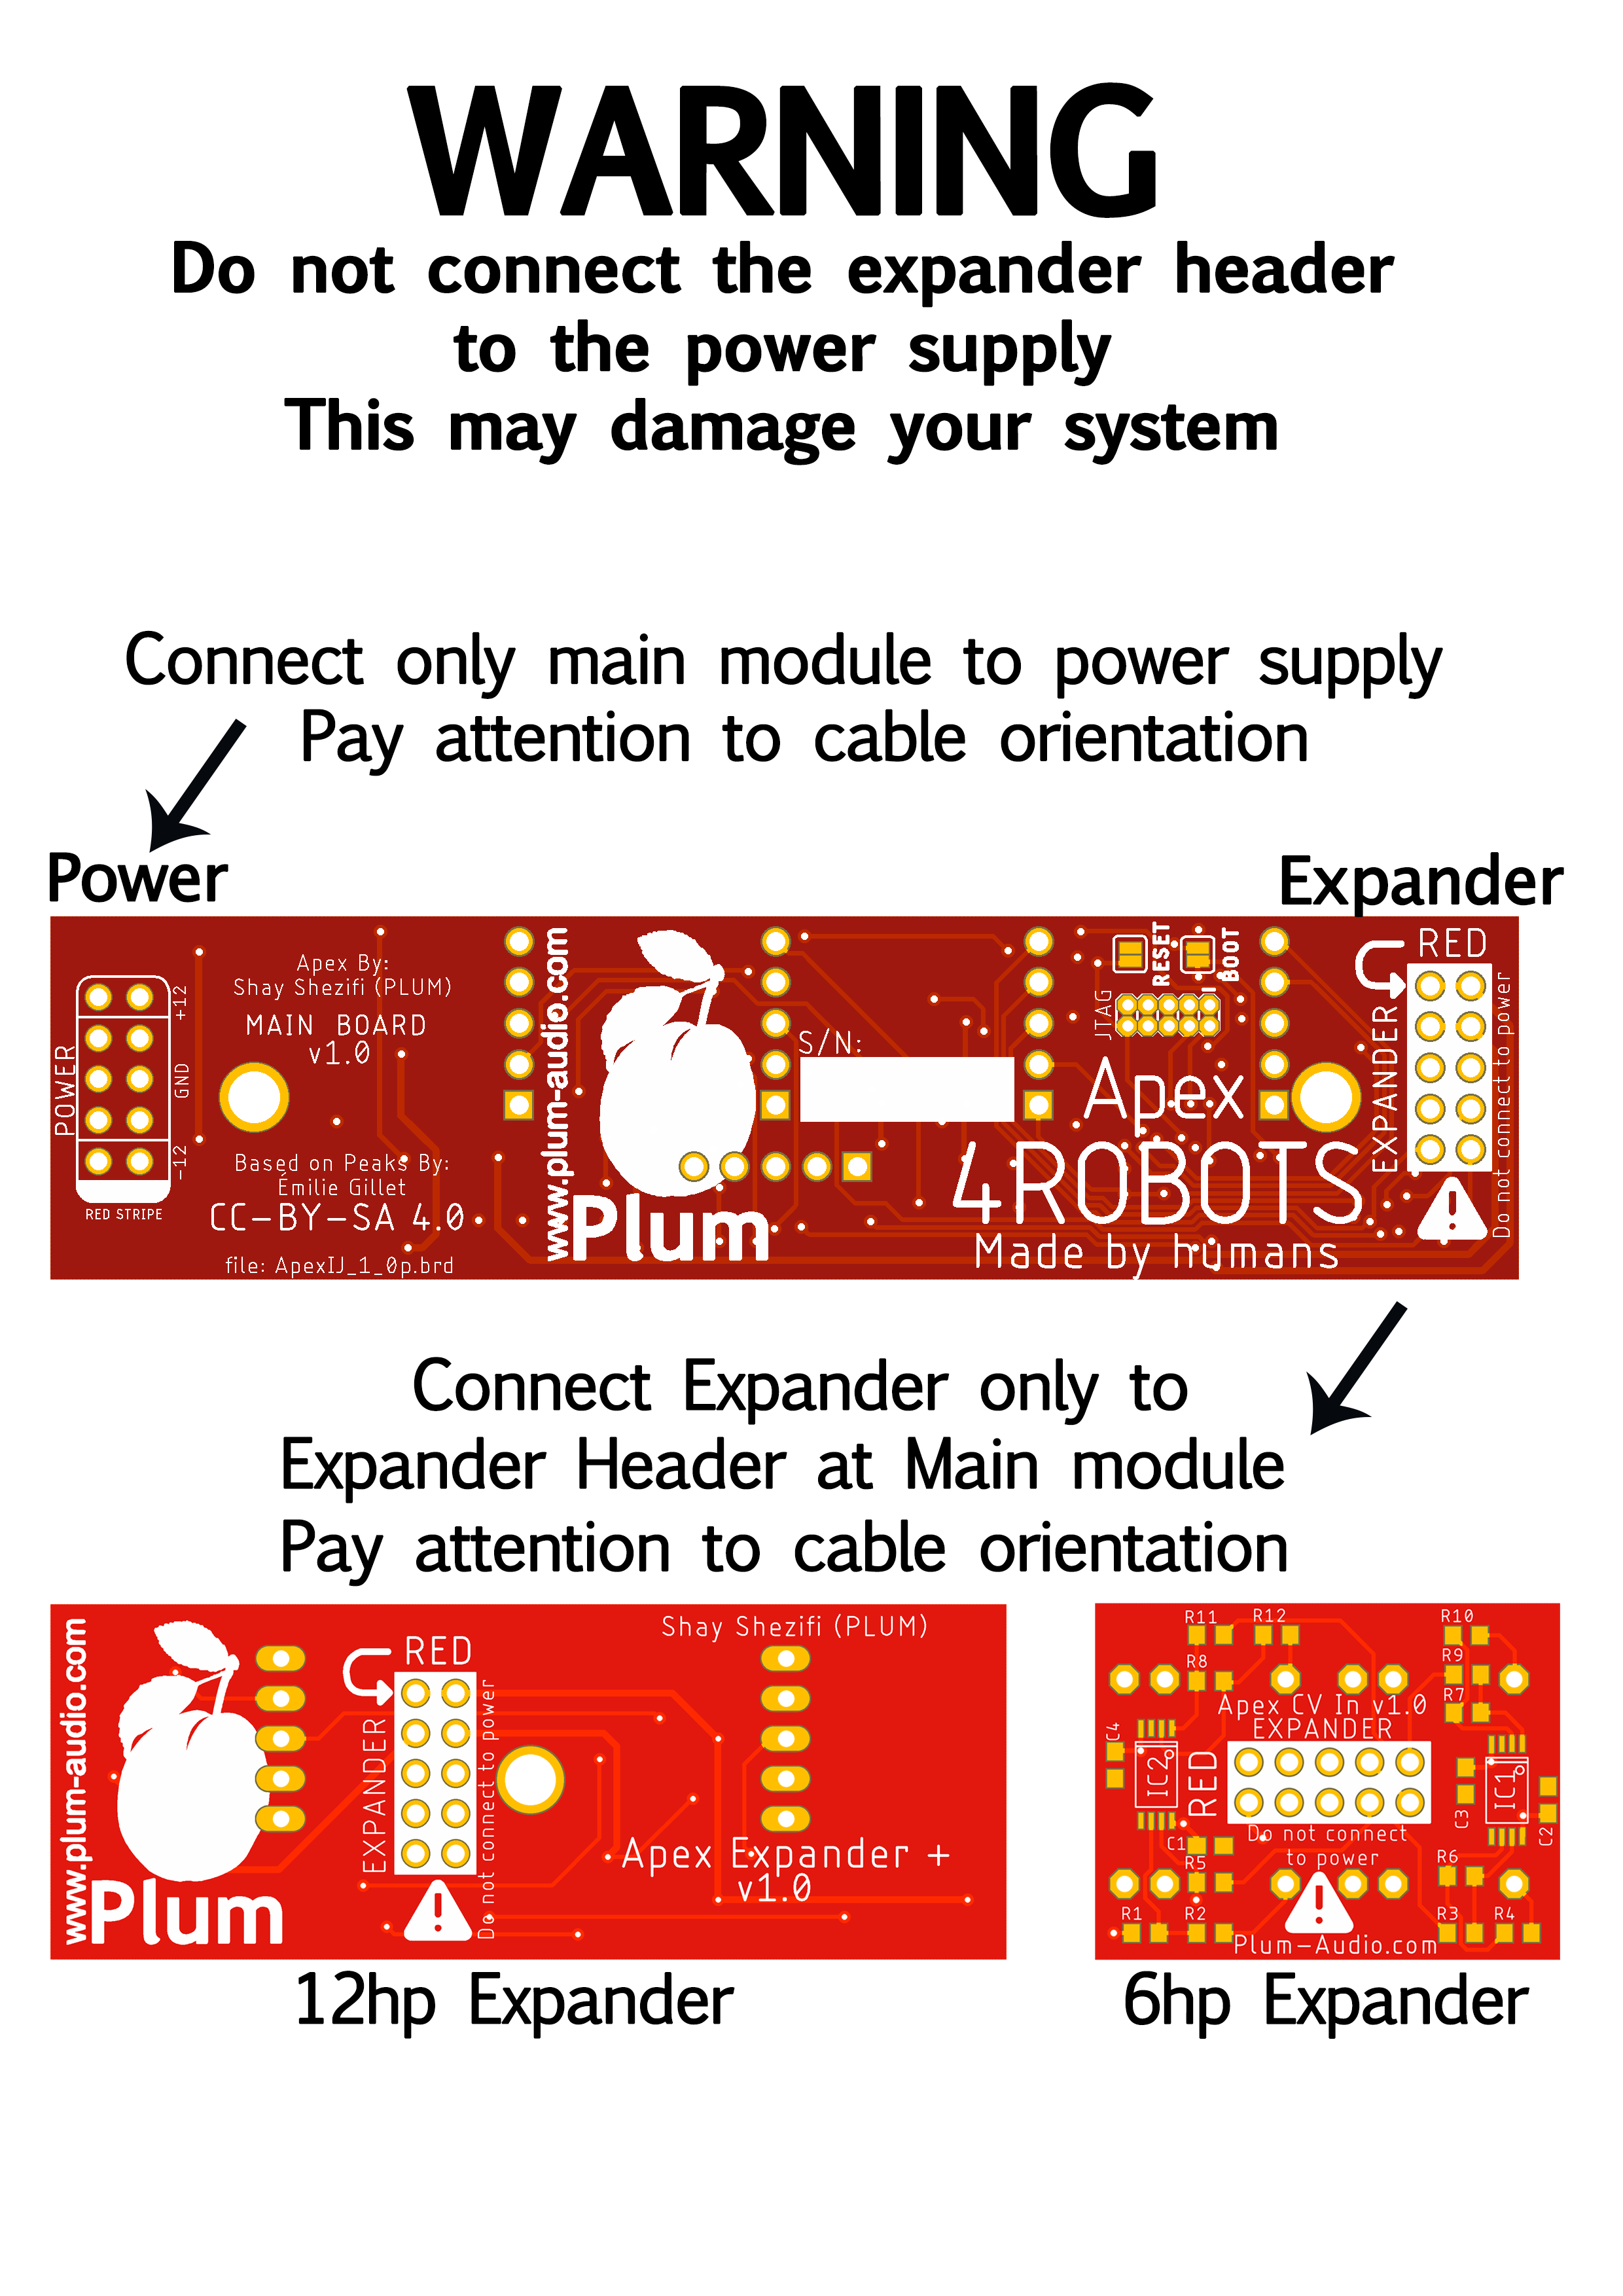 WARNING
Do not connect the expander header
to the power supply
This may damage your system
Connect only main module to power supply
Pay attention to cable orientation
Power
Expander
POWER
+12
GND
-12
RED STRIPE
Apex By:
Shay Shezifi (PLUM)
MAIN BOARD
v1.0
Based on Peaks By:
Émilie Gillet
CC-BY-SA 4.0
file: ApexIJ_1_0p.brd
www.plum-audio.com
Plum
S/N:
JTAG
RESET
BOOT
Apex
4ROBOTS
Made by humans
RED
EXPANDER
Do not connect to power
Connect Expander only to
Expander Header at Main module
Pay attention to cable orientation
www.plum-audio.com
Plum
RED
EXPANDER
Do not connect to power
Shay Shezifi (PLUM)
Apex Expander +
v1.0
12hp Expander
R11
R12
R10
R8
R9
R7
Apex CV In v1.0
EXPANDER
C4
IC2
RED
IC1
C3
C2
Do not connect
to power
C1
R5
R6
R1
R2
R3
R4
Plum-Audio.com
6hp Expander